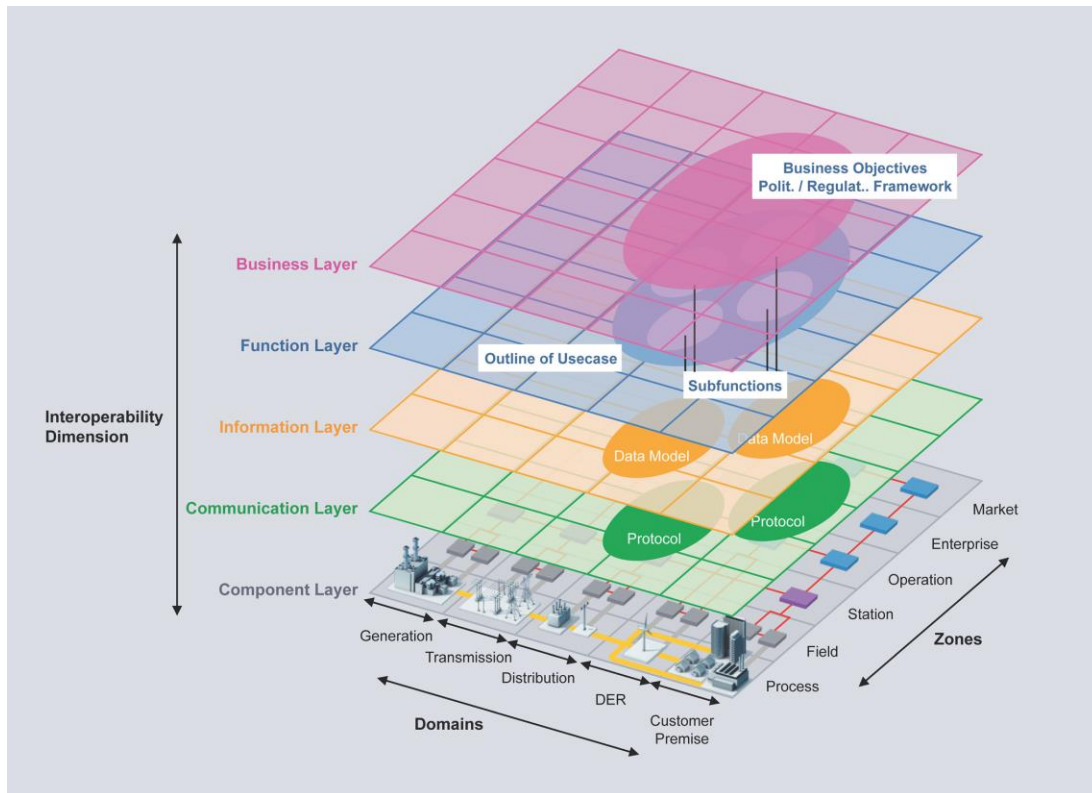 Business Objectives
Polit. / Regulat.. Framework
Business Layer
Function Layer
Outline of Usecase
Subfunctions
Interoperability
Dimension
Information Layer
Data Model
Data Model
Communication Layer
Protocol
Protocol
Component Layer
Market
Enterprise
Operation
Station
Field
Process
Zones
Generation
Transmission
Distribution
DER
Customer
Premise
Domains